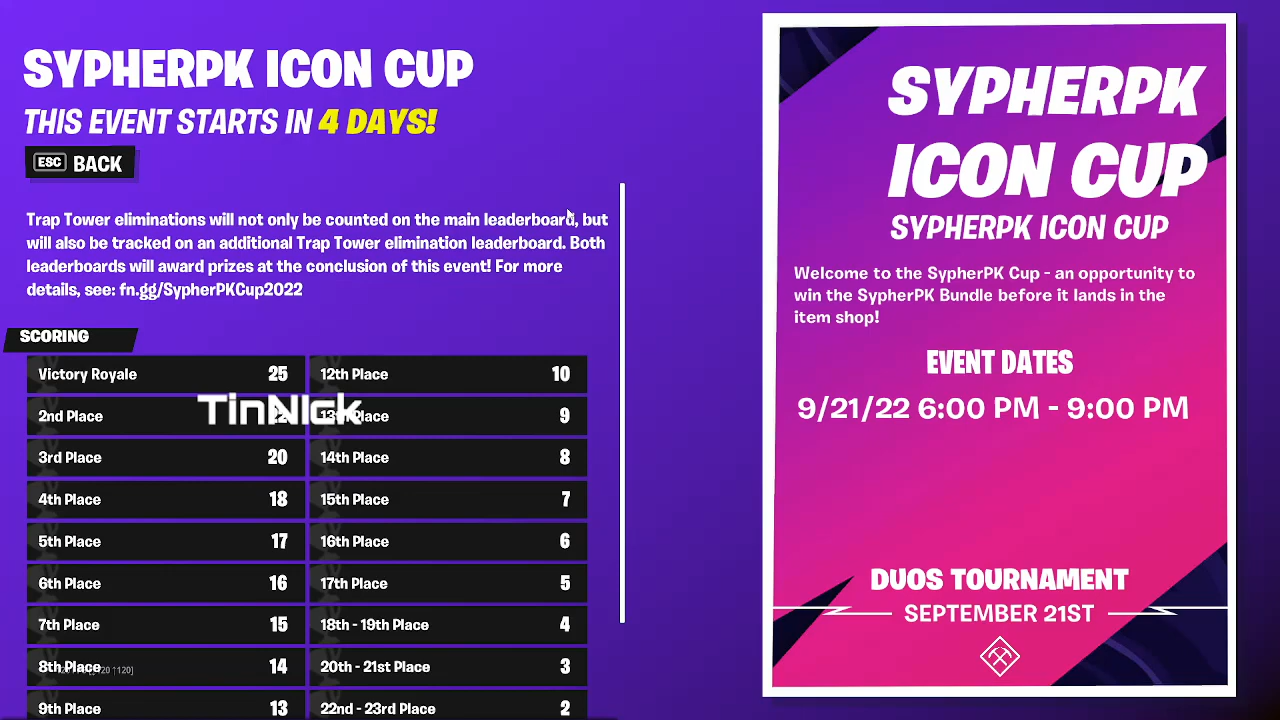 SYPHERPK ICON CUP
THIS EVENT STARTS IN 4 DAYS!
ESC BACK
Trap Tower eliminations will not only be counted on the main leaderboard, but
will also be tracked on an additional Trap Tower elimination leaderboard. Both
leaderboards will award prizes at the conclusion of this event! For more
details, see: fn.gg/SypherPKCup2022
SCORING
Victory Royale 25
2nd Place
3rd Place 20
4th Place 18
5th Place 17
6th Place 16
7th Place 15
8th Place 14
9th Place 13
12th Place 10
13th Place 9
14th Place 8
15th Place 7
16th Place 6
17th Place 5
18th - 19th Place 4
20th - 21st Place 3
22nd - 23rd Place 2
TinNIck
SYPHERPK
ICON CUP
SYPHERPK ICON CUP
Welcome to the SypherPK Cup - an opportunity to
win the SypherPK Bundle before it lands in the
item shop!
EVENT DATES
9/21/22 6:00 PM - 9:00 PM
DUOS TOURNAMENT
SEPTEMBER 21ST